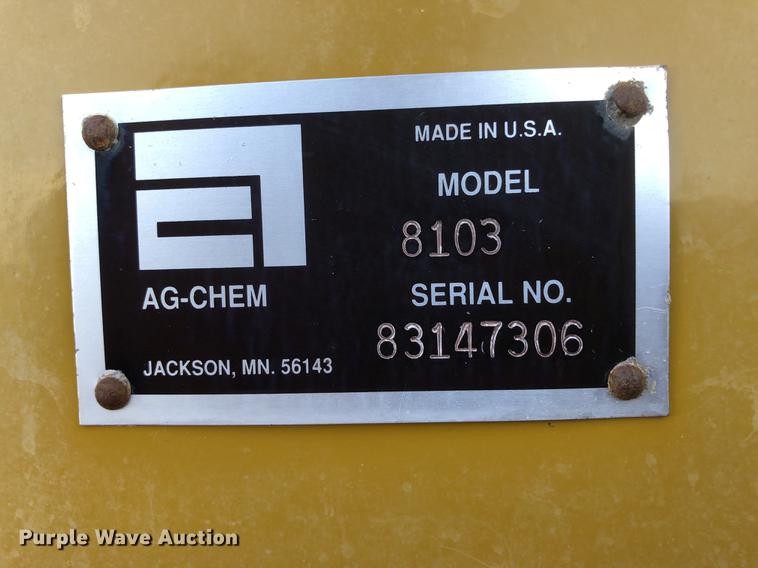 MADE IN U.S.A.
MODEL
8103
AG-CHEM
SERIAL NO.
83147306
JACKSON, MN. 56143
Purple Wave Auction